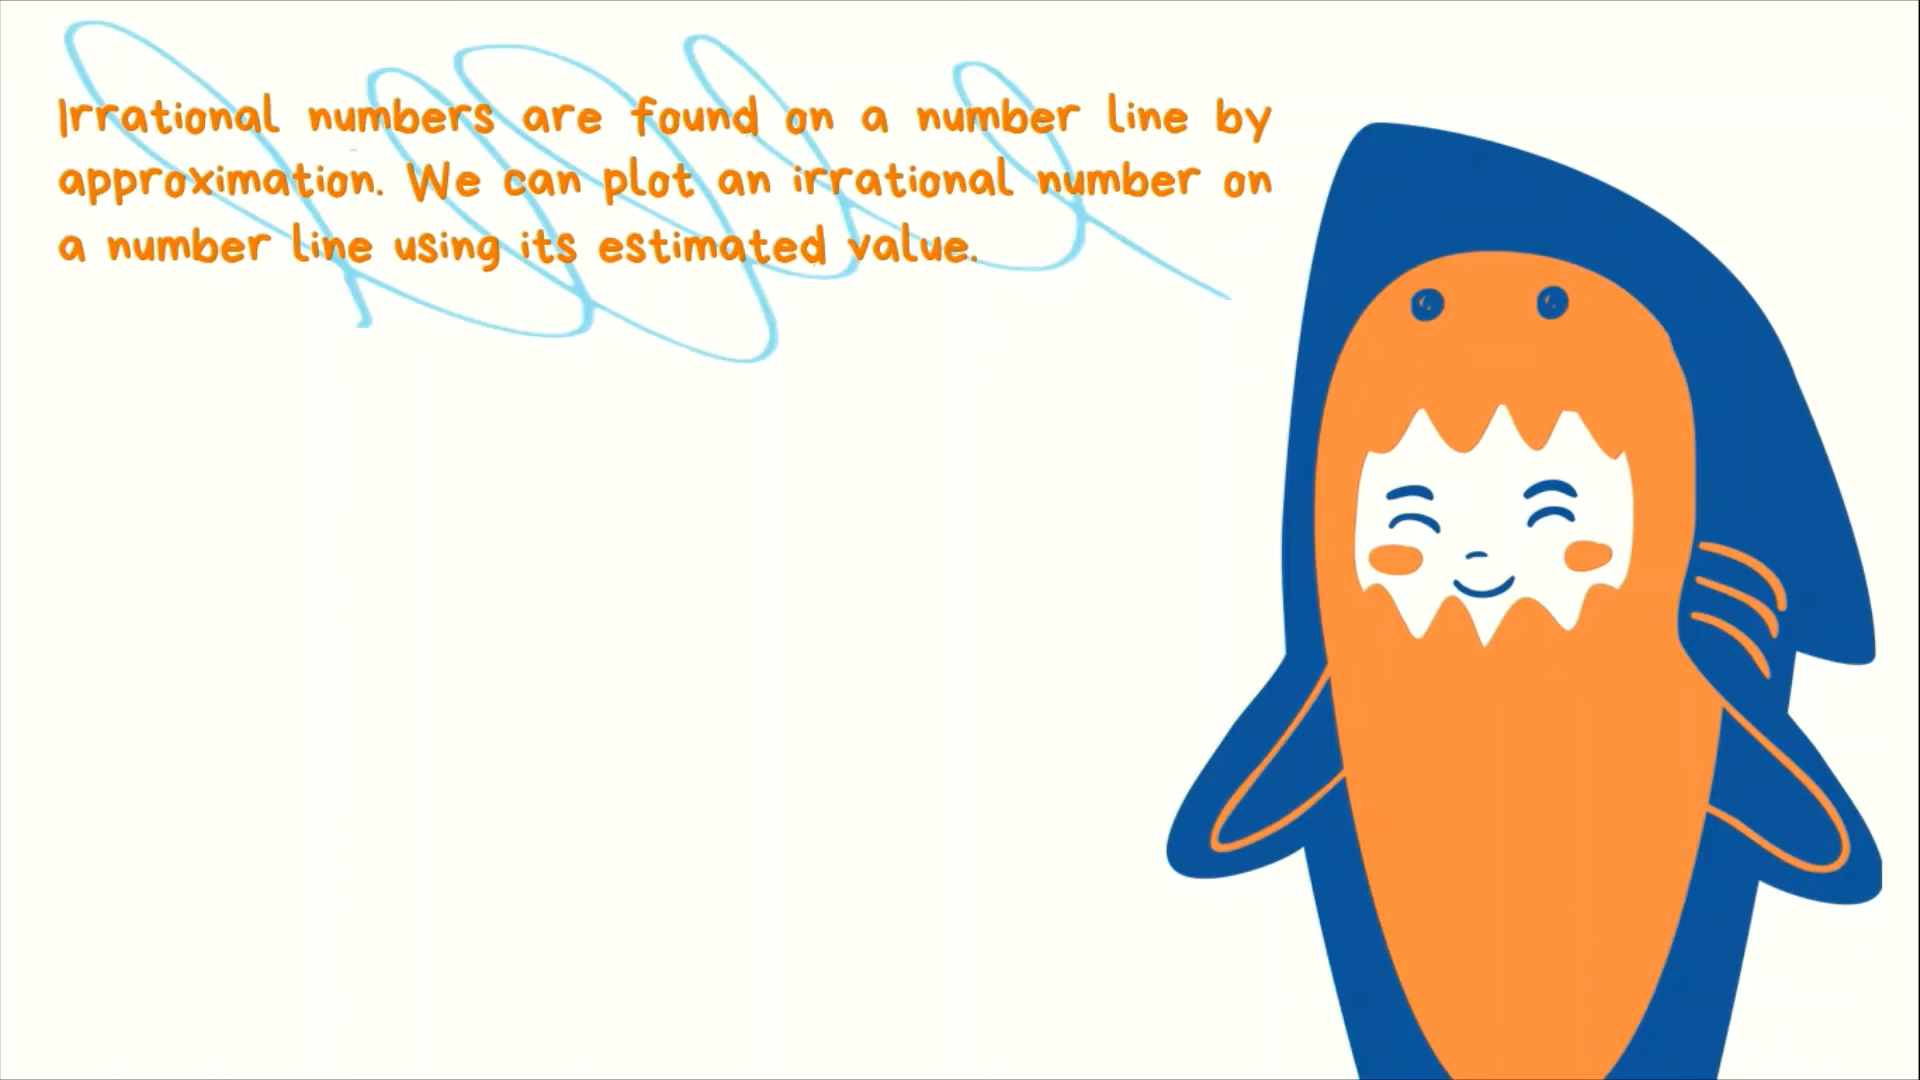 Irrational numbers are found on a number line by
approximation. We can plot an irrational number on
a number line using its estimated value.